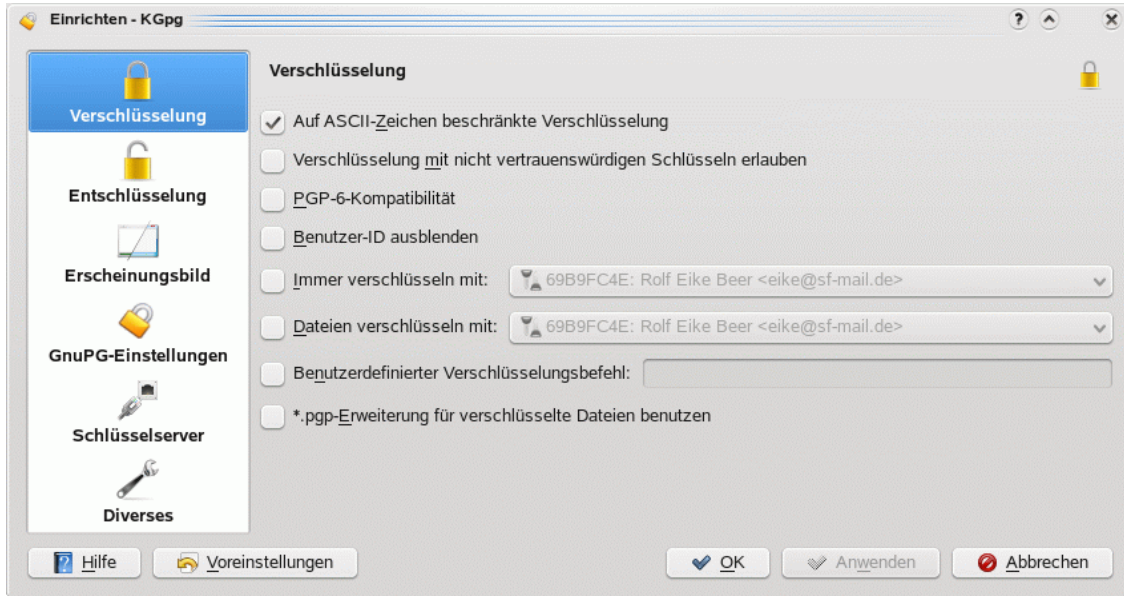 Einrichten - KGpg
Verschlüsselung
Entschlüsselung
Erscheinungsbild
GnuPG-Einstellungen
Schlüsselserver
Diverses
Verschlüsselung
Auf ASCII-Zeichen beschränkte Verschlüsselung
Verschlüsselung mit nicht vertrauenswürdigen Schlüsseln erlauben
PGP-6-Kompatibilität
Benutzer-ID ausblenden
Immer verschlüseln mit: 69B9FC4E: Rolf Eike Beer <eike@sf-mail.de>
Dateien verschlüseln mit: 69B9FC4E: Rolf Eike Beer <eike@sf-mail.de>
Benutzerdefinierter Verschlüsselungsbefehl:
*.pgp-Erweiterung für verschlüsselte Dateien benutzen
Hilfe Voreinstellungen OK Anwenden Abbrechen